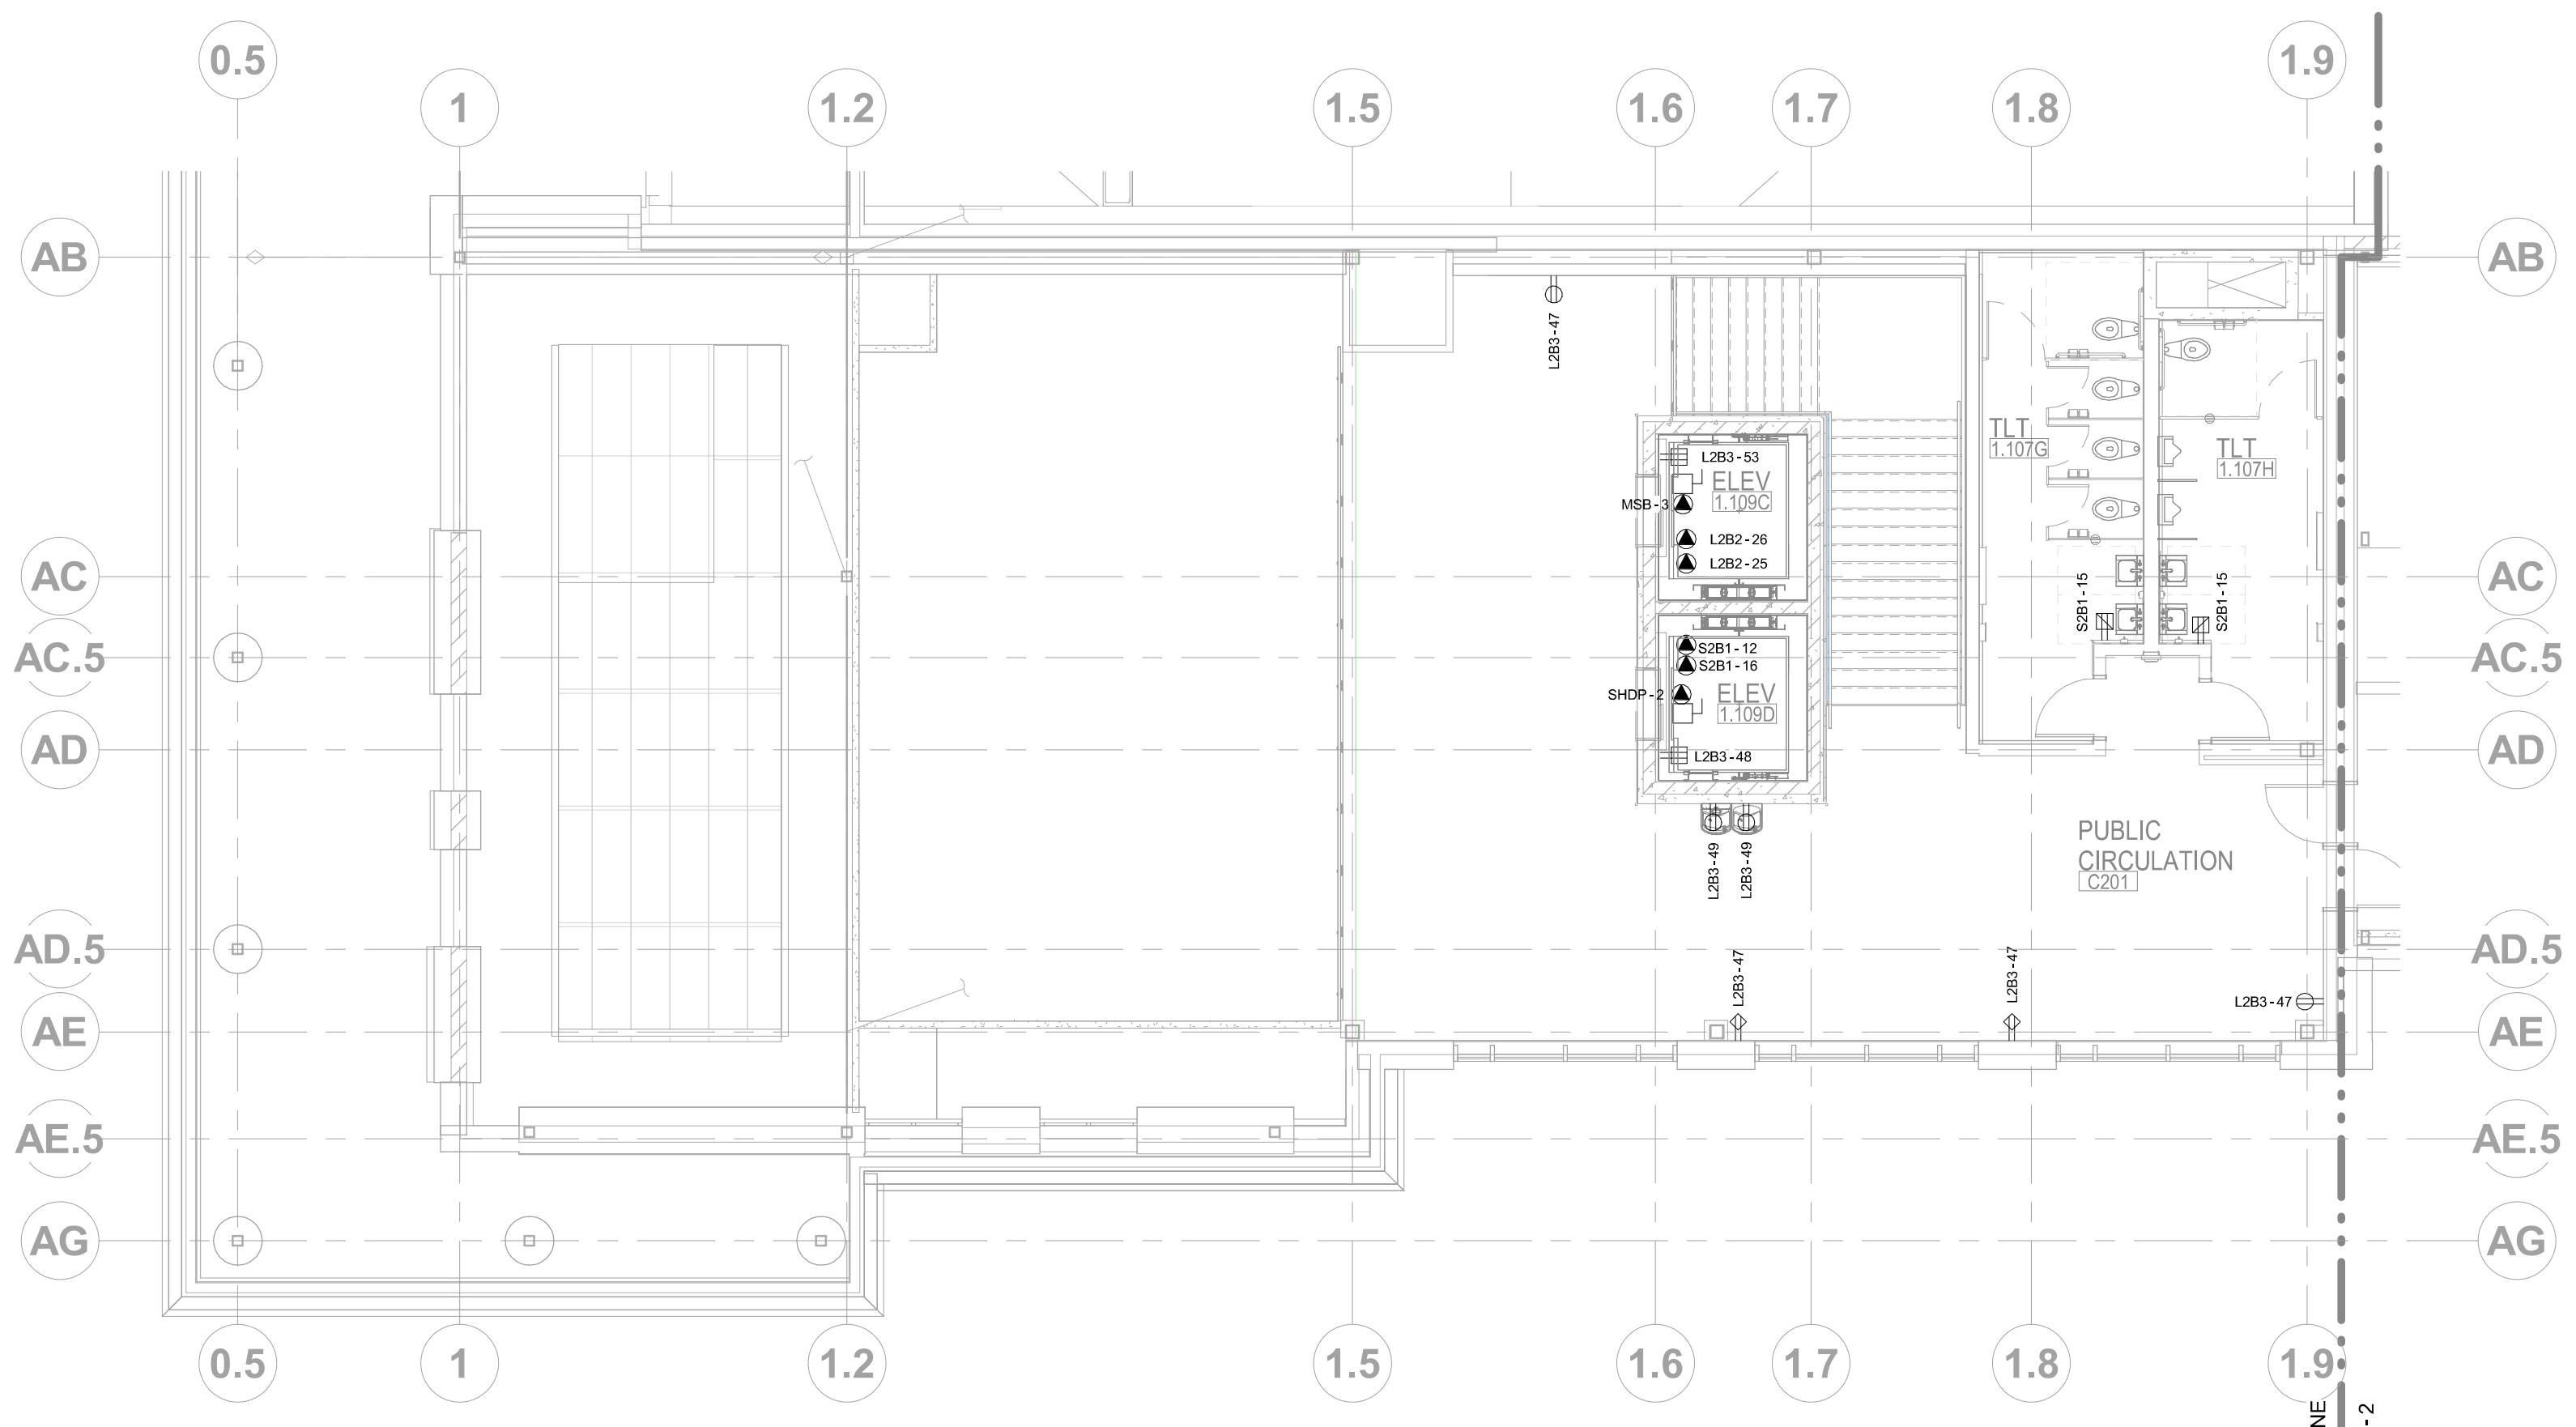 0.5
1
1.2
1.5
1.6
1.7
1.8
1.9
AB
AB
L2B3-47
TLT
1.107G
TLT
1.107H
L2B3-53
ELEV
1.109C
MSB-3
L2B2-26
L2B2-25
AC
AC
S2B1-15
S2B1-15
AC.5
AC.5
S2B1-12
S2B1-16
SHDP-2
ELEV
1.109D
AD
AD
L2B3-48
PUBLIC
CIRCULATION
C201
L2B3-49
L2B3-49
AD.5
AD.5
L2B3-47
L2B3-47
L2B3-47
AE
AE
AE.5
AE.5
AG
AG
0.5
1
1.2
1.5
1.6
1.7
1.8
1.9
NE
-2